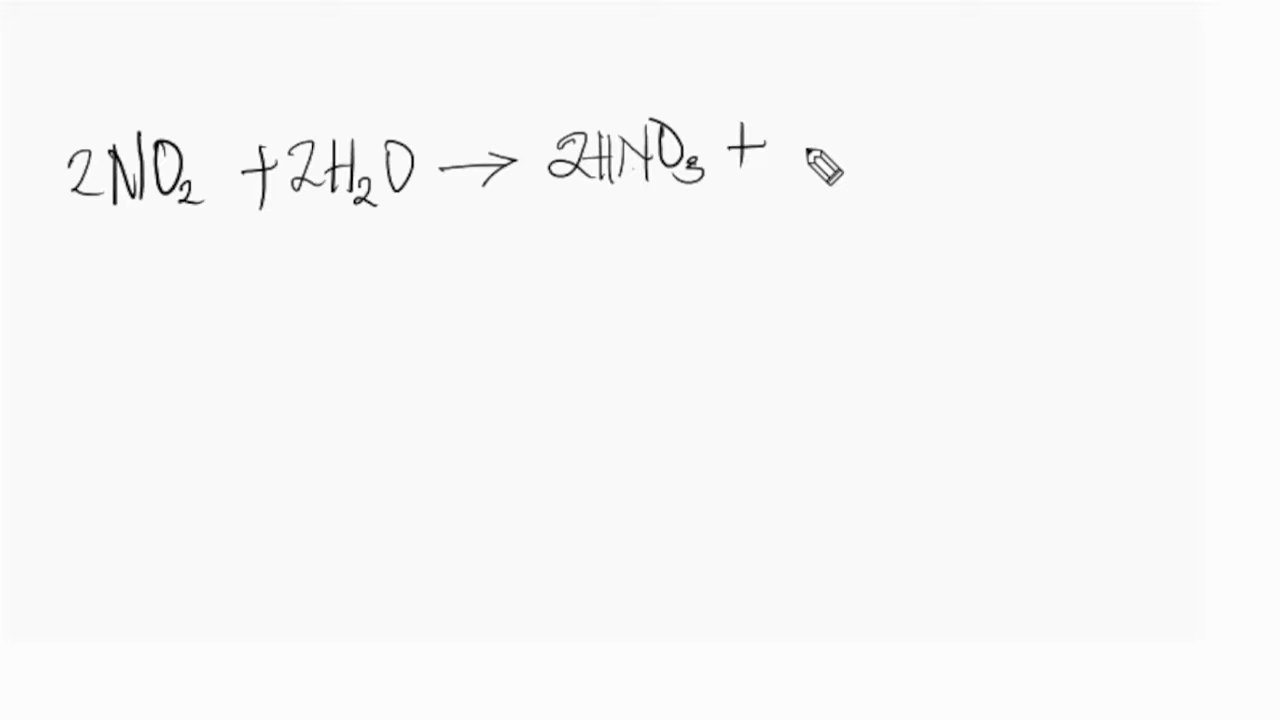 2NO₂ + 2H₂O → 2HNO₃ +